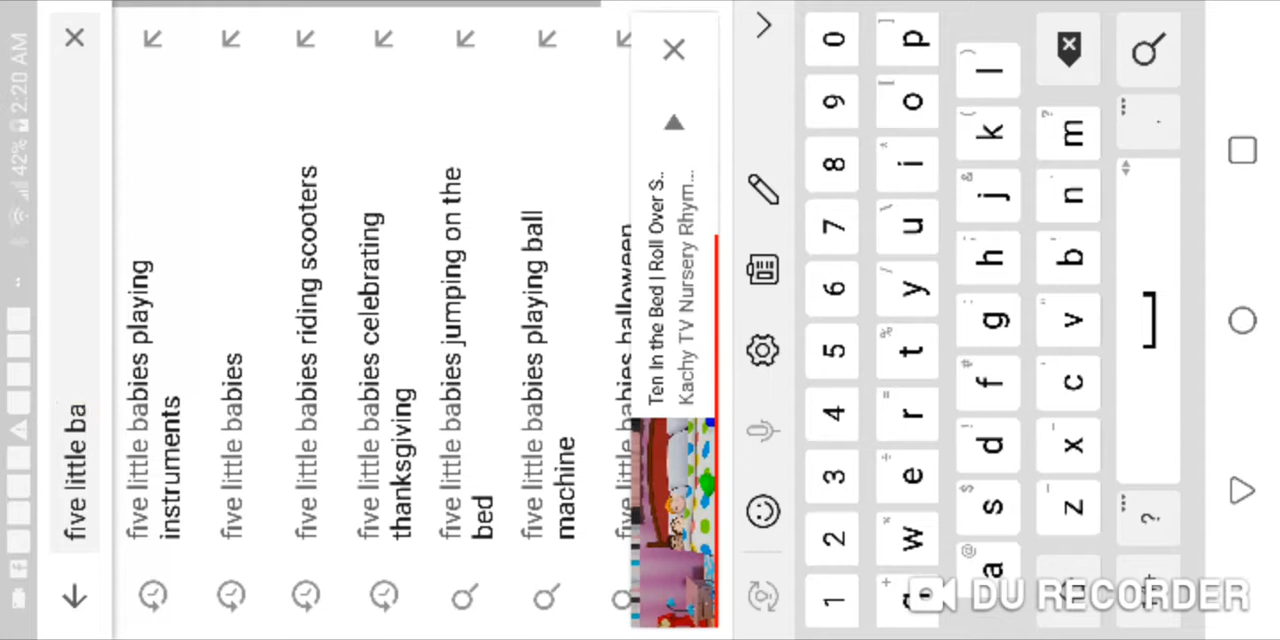 42% 2:20 AM
five little ba
five little babies playing
instruments
five little babies
five little babies riding scooters
five little babies celebrating
thanksgiving
five little babies jumping on the
bed
five little babies playing ball
machine
five little babies halloween
Ten In the Bed | Roll Over S..
Kachy TV Nursery Rhym...
1 2 3 4 5 6 7 8 9 0
q w e r t y u i o p
a s d f g h j k l
z x c v b n m
?
DU RECORDER